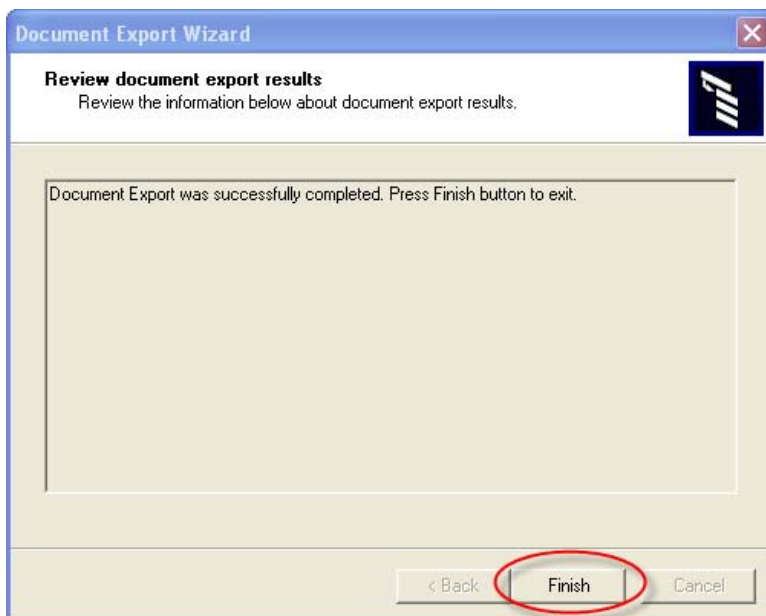 Document Export Wizard
Review document export results
Review the information below about document export results.
Document Export was successfully completed. Press Finish button to exit.
< Back
Finish
Cancel